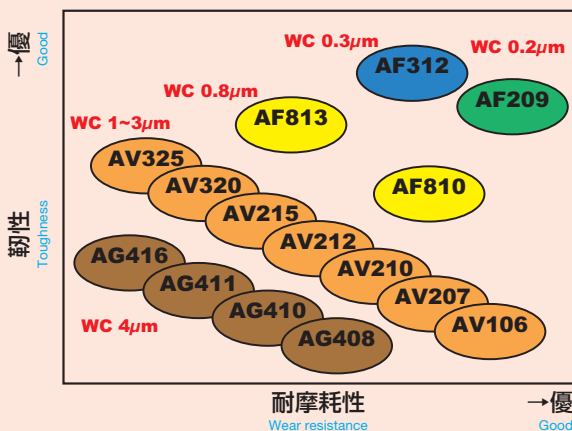 →優
Good
韌性
Toughness
WC 0.3μm
WC 0.2μm
AF312
AF209
WC 0.8μm
AF813
WC 1~3μm
AV325
AV320
AF810
AV215
AV212
AG416
AV210
AG411
AV207
AG410
AV106
WC 4μm
AG408
耐摩耗性
→優
Wear resistance
Good